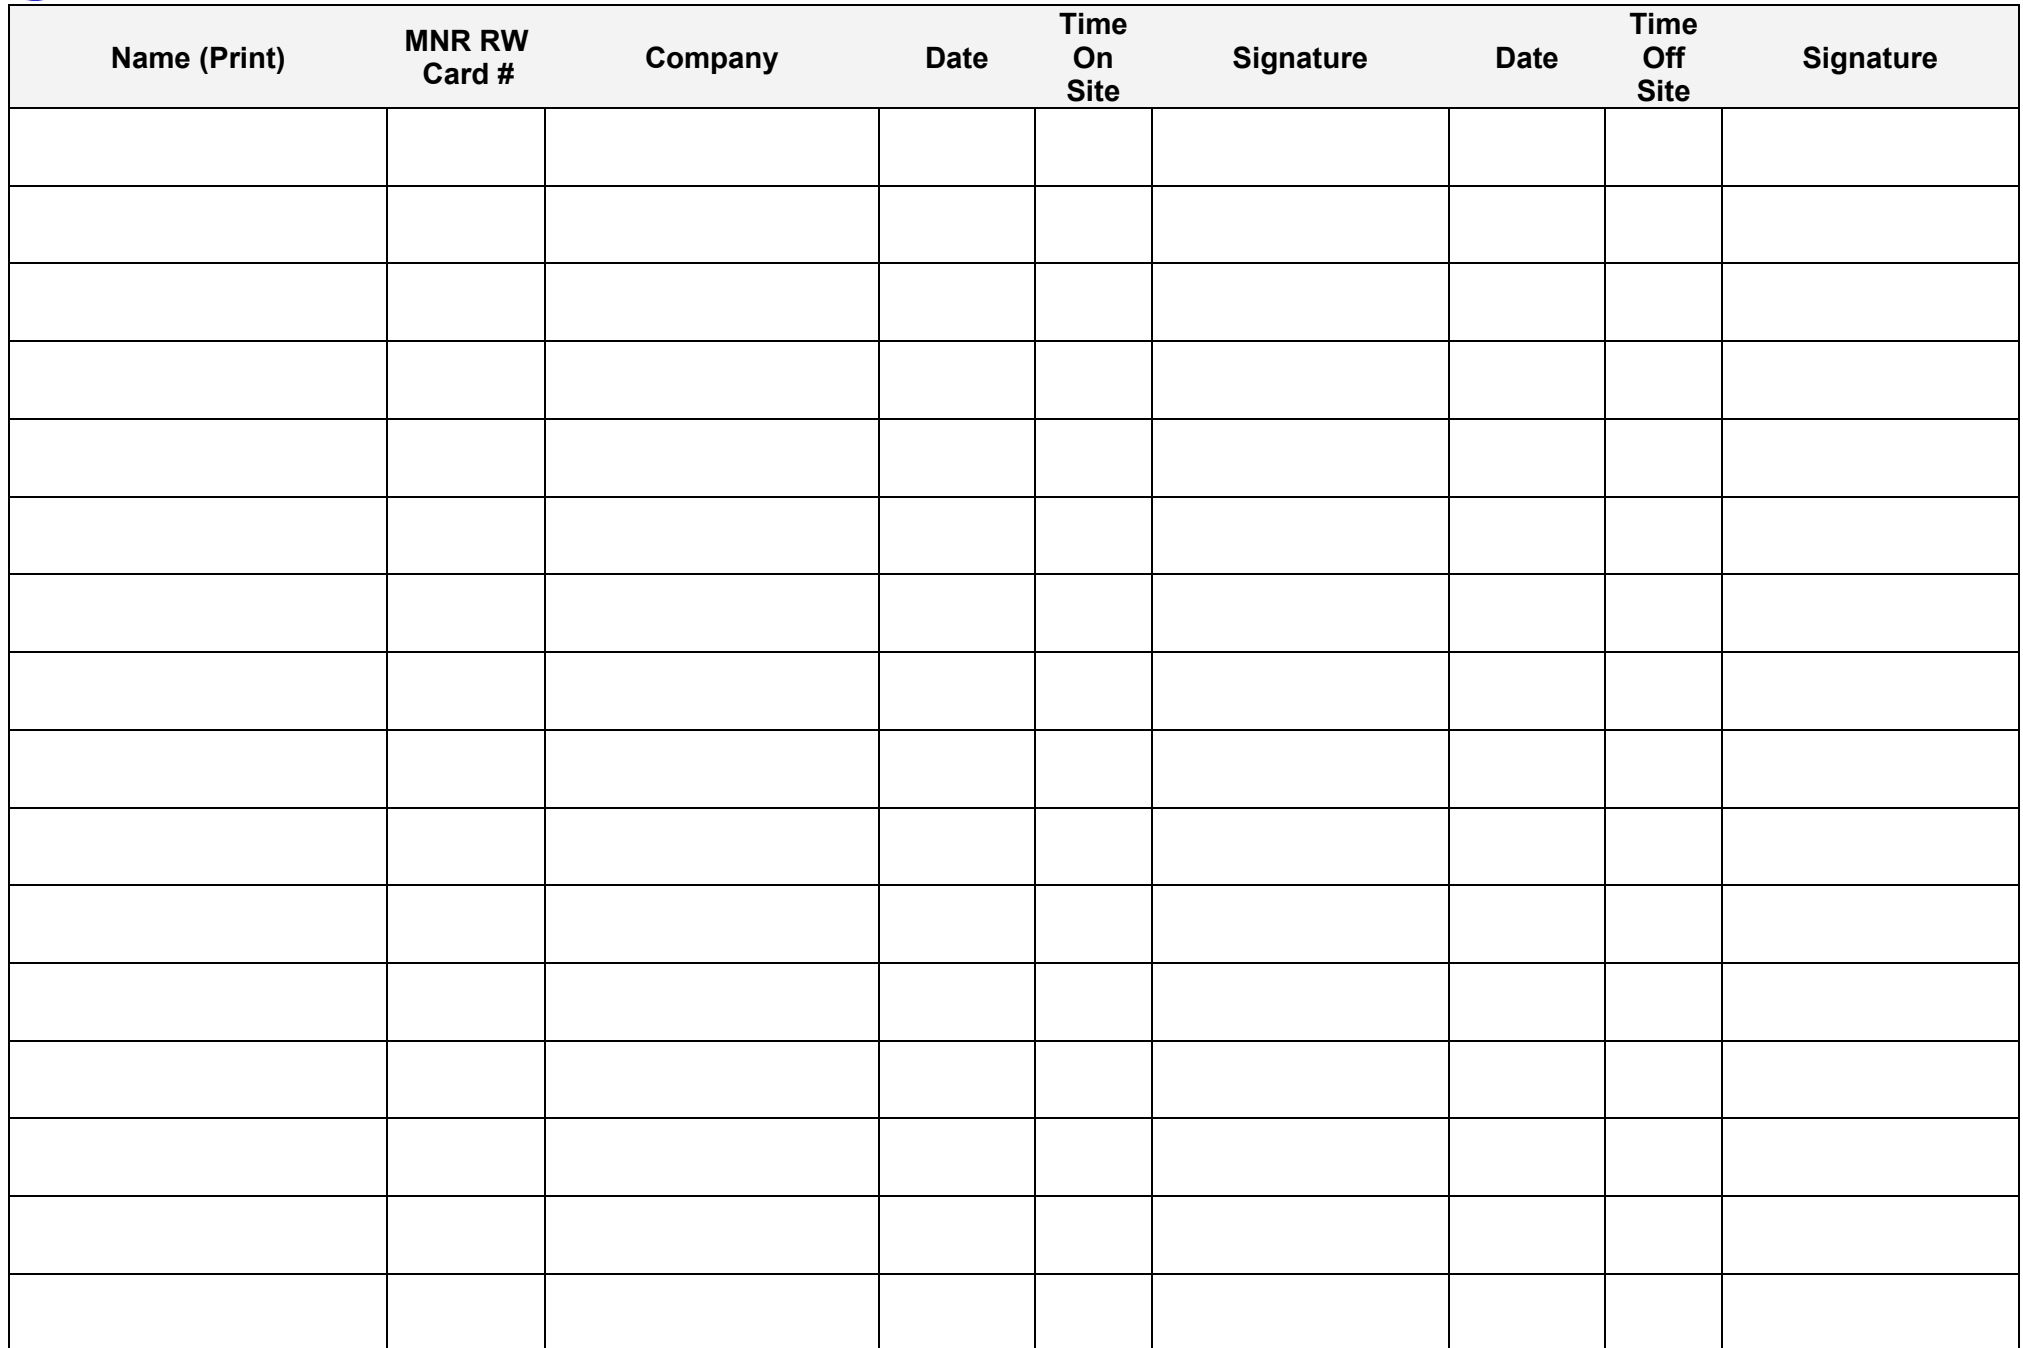 Name (Print)
MNR RW
Card #
Company
Date
Time
On
Site
Signature
Date
Time
Off
Site
Signature